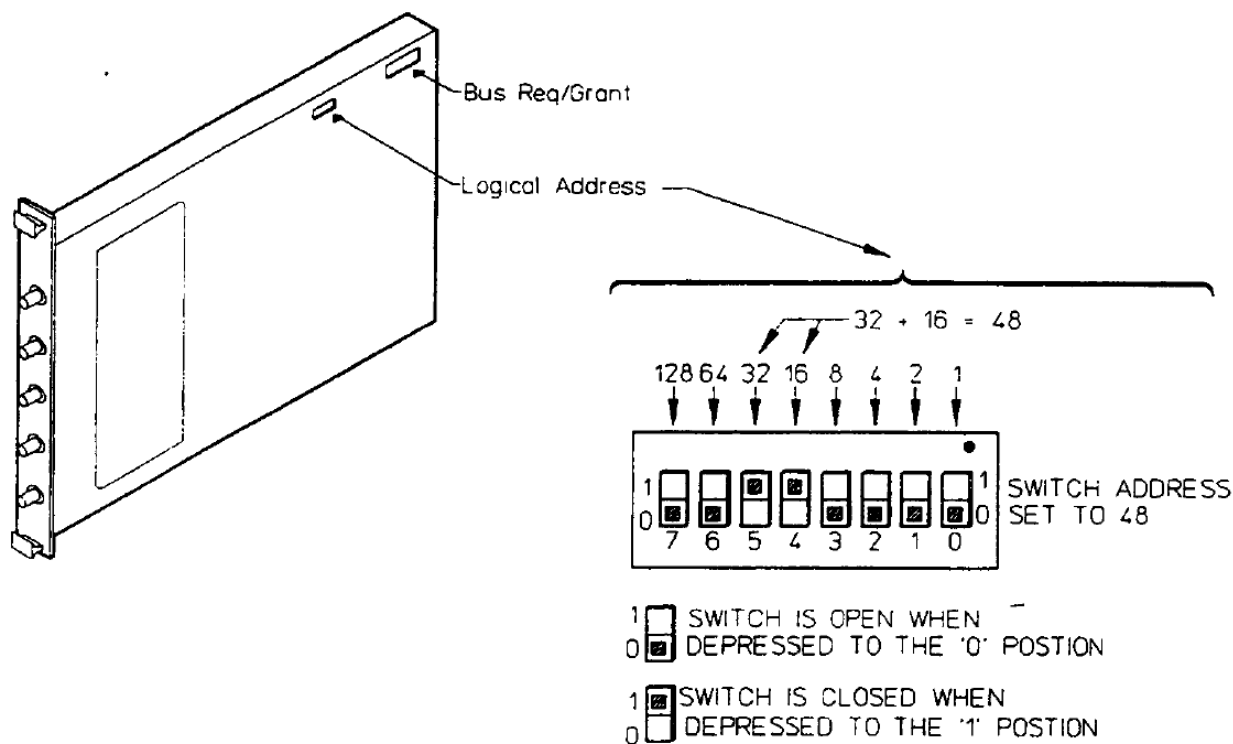 Bus Req/Grant
Logical Address
32 + 16 = 48
128 64 32 16 8 4 2 1
1 1 SWITCH ADDRESS
0 0 SET TO 48
7 6 5 4 3 2 1 0
1 SWITCH IS OPEN WHEN
0 DEPRESSED TO THE '0' POSTION
1 SWITCH IS CLOSED WHEN
0 DEPRESSED TO THE '1' POSTION